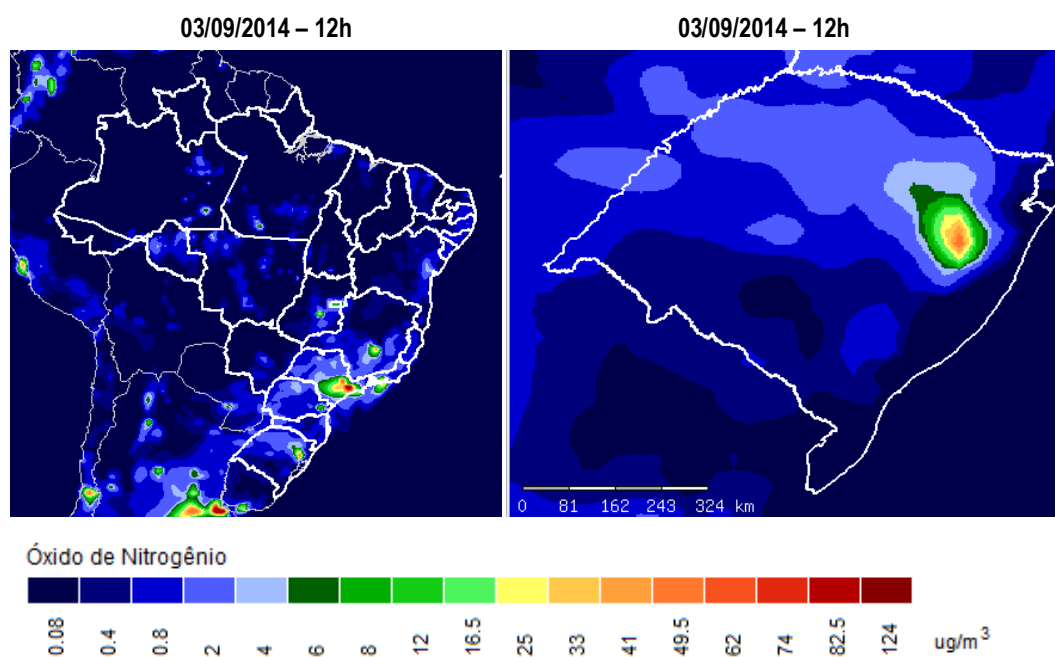 03/09/2014 – 12h
03/09/2014 – 12h
0 81 162 243 324 km
Óxido de Nitrogênio
0.08 0.4 0.8 2 4 6 8 12 16.5 25 33 41 49.5 62 74 82.5 124 ug/m³